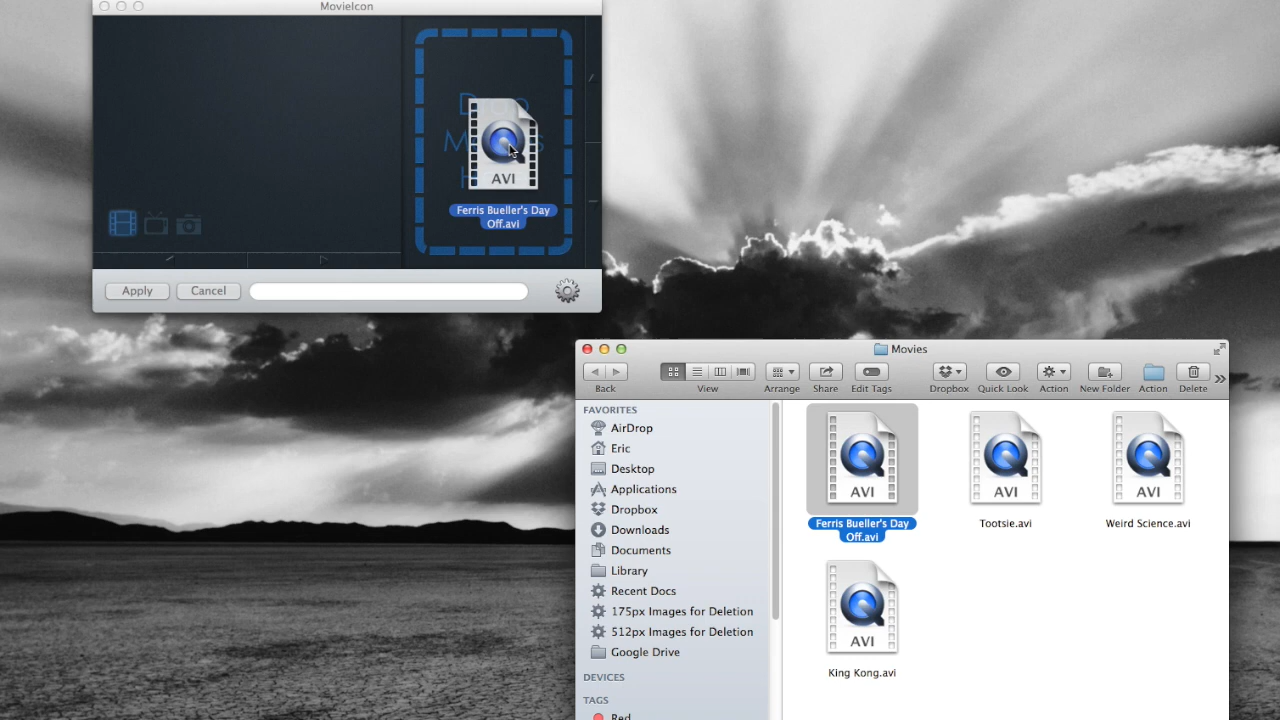 MovieIcon
AVI
Ferris Bueller's Day
Off.avi
Apply
Cancel
Movies
Back
View
Arrange
Share
Edit Tags
Dropbox
Quick Look
Action
New Folder
Action
Delete
FAVORITES
AirDrop
Eric
Desktop
Applications
Dropbox
Downloads
Documents
Library
Recent Docs
175px Images for Deletion
512px Images for Deletion
Google Drive
DEVICES
TAGS
Red
AVI
Ferris Bueller's Day
Off.avi
AVI
Tootsie.avi
AVI
Weird Science.avi
AVI
King Kong.avi